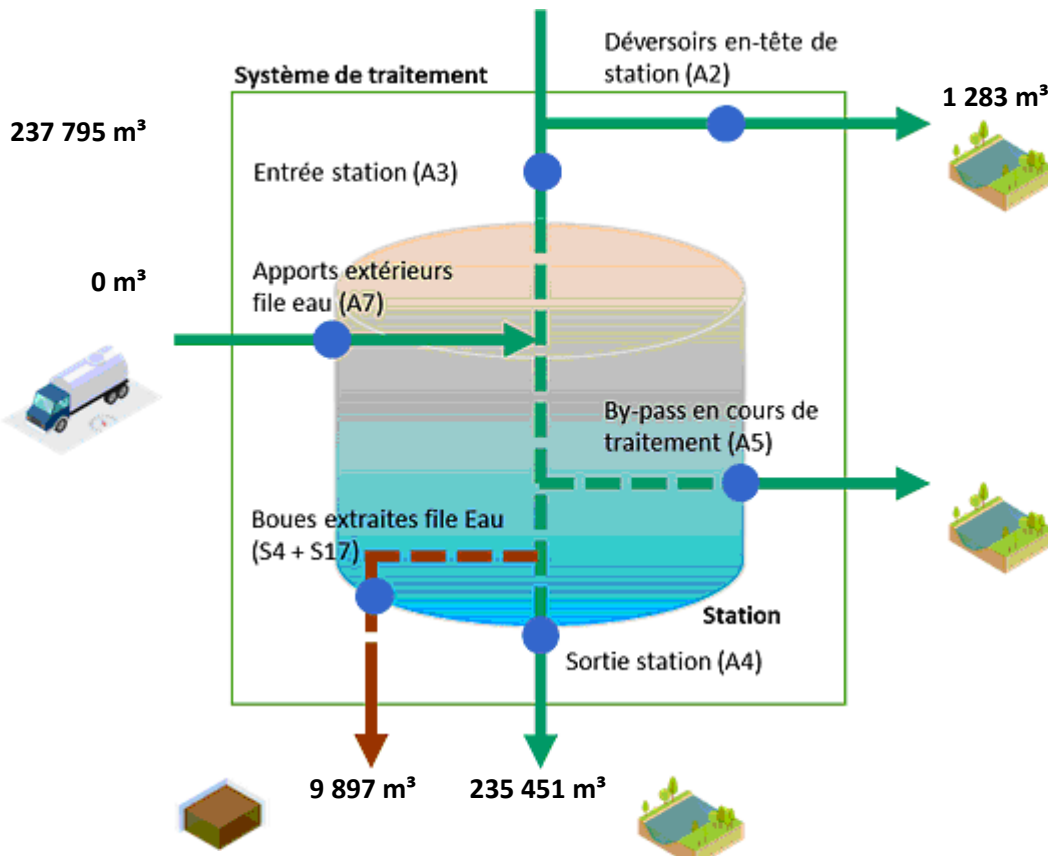 Déversoirs en-tête de
station (A2)
Système de traitement
1 283 m³
237 795 m³
Entrée station (A3)
0 m³
Apports extérieurs
file eau (A7)
By-pass en cours de
traitement (A5)
Boues extraites file Eau
(S4 + S17)
Station
Sortie station (A4)
9 897 m³
235 451 m³